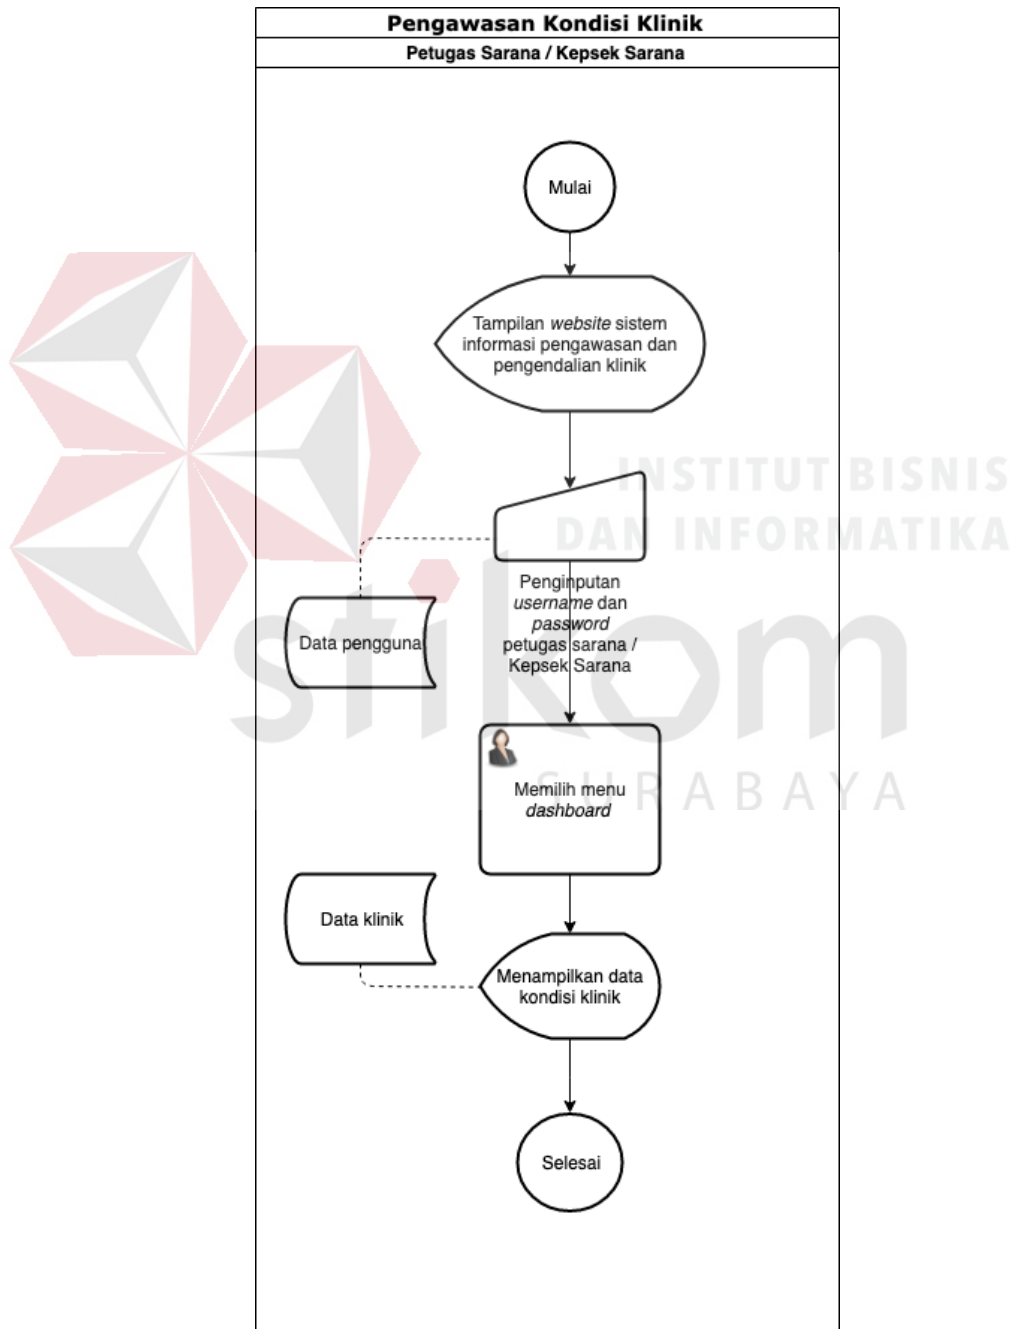 Pengawasan Kondisi Klinik
Petugas Sarana / Kepsek Sarana
Mulai
Tampilan website sistem
informasi pengawasan dan
pengendalian klinik
INSTITUT BISNIS
DAN INFORMATIKA
Penginputan
username dan
password
petugas sarana /
Kepsek Sarana
Data pengguna
stikom
SURABAYA
Memilih menu
dashboard
Data klinik
Menampilkan data
kondisi klinik
Selesai